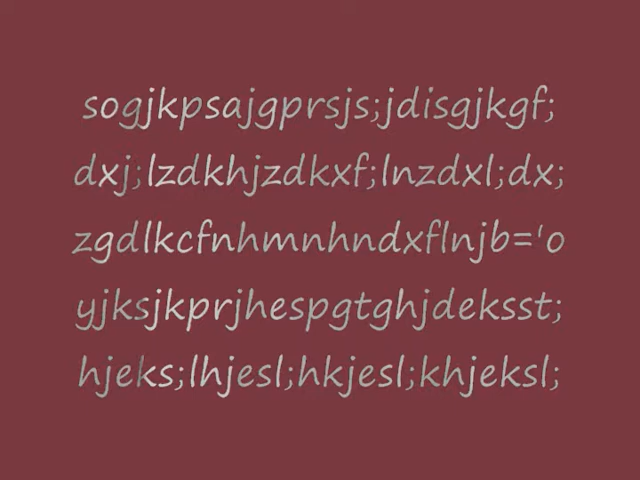 sogjkpsajgprsjs;jdisgjkgf;
dxj;lzdkhjzdkxf;lnzdxl;dx;
zgdlkcfnhmnhndxflnjb='o
yjksjkprjhespgtghjdeksst;
hjeks;lhjesl;hkjesl;khjeksl;